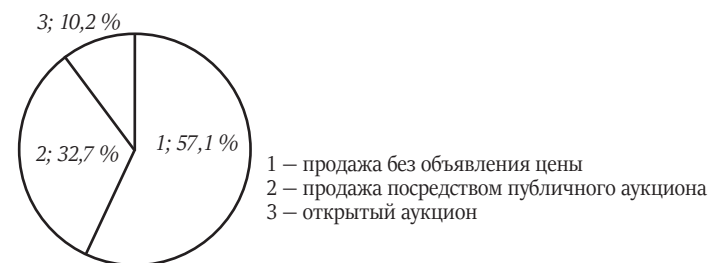 3; 10,2 %
2; 32,7 %
1; 57,1 %
1 – продажа без объявления цены
2 – продажа посредством публичного аукциона
3 – открытый аукцион